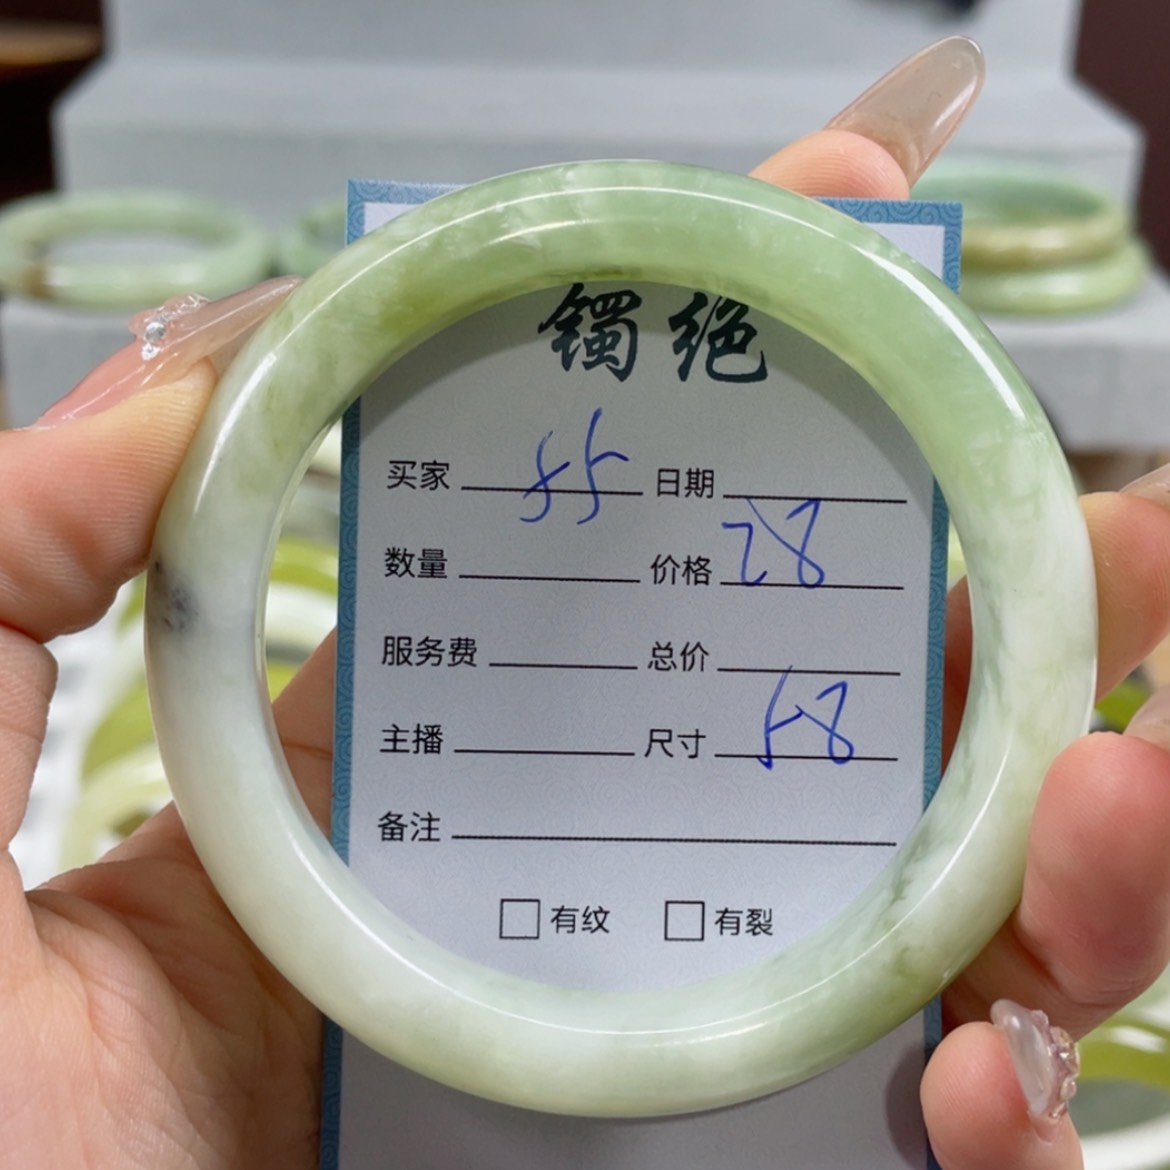 镯绝
买家 日期
数量 价格 28
服务费 总价
主播 尺寸 58
备注
有纹 有裂